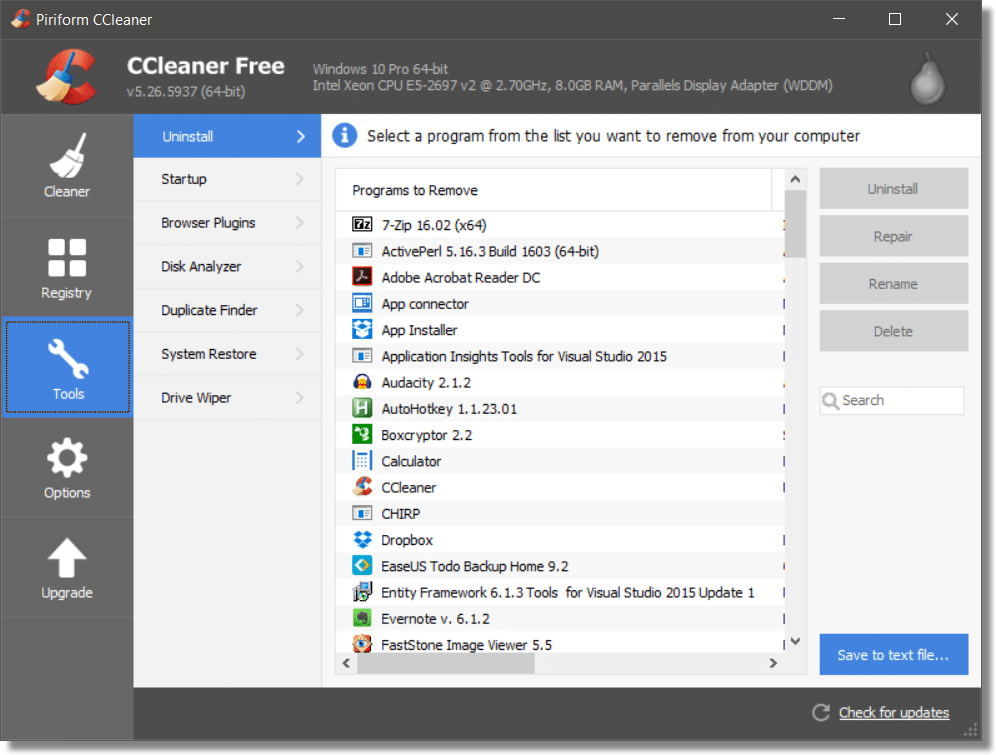 Piriform CCleaner
CCleaner Free
v5.26.5937 (64-bit)
Windows 10 Pro 64-bit
Intel Xeon CPU E5-2697 v2 @ 2.70GHz, 8.0GB RAM, Parallels Display Adapter (WDDM)
Cleaner
Registry
Tools
Options
Upgrade
Uninstall
Startup
Browser Plugins
Disk Analyzer
Duplicate Finder
System Restore
Drive Wiper
Select a program from the list you want to remove from your computer
Programs to Remove
7-Zip 16.02 (x64)
ActivePerl 5.16.3 Build 1603 (64-bit)
Adobe Acrobat Reader DC
App connector
App Installer
Application Insights Tools for Visual Studio 2015
Audacity 2.1.2
AutoHotkey 1.1.23.01
Boxcryptor 2.2
Calculator
CCleaner
CHIRP
Dropbox
EaseUS Todo Backup Home 9.2
Entity Framework 6.1.3 Tools  for Visual Studio 2015 Update 1
Evernote v. 6.1.2
FastStone Image Viewer 5.5
Uninstall
Repair
Rename
Delete
Search
Save to text file...
Check for updates